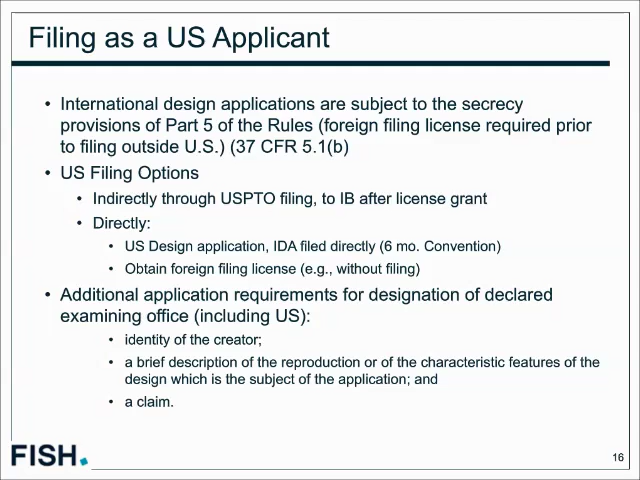 Filing as a US Applicant
• International design applications are subject to the secrecy
provisions of Part 5 of the Rules (foreign filing license required prior
to filing outside U.S.) (37 CFR 5.1(b)
• US Filing Options
• Indirectly through USPTO filing, to IB after license grant
• Directly:
• US Design application, IDA filed directly (6 mo. Convention)
• Obtain foreign filing license (e.g., without filing)
• Additional application requirements for designation of declared
examining office (including US):
• identity of the creator;
• a brief description of the reproduction or of the characteristic features of the
design which is the subject of the application; and
• a claim.
FISH.
16